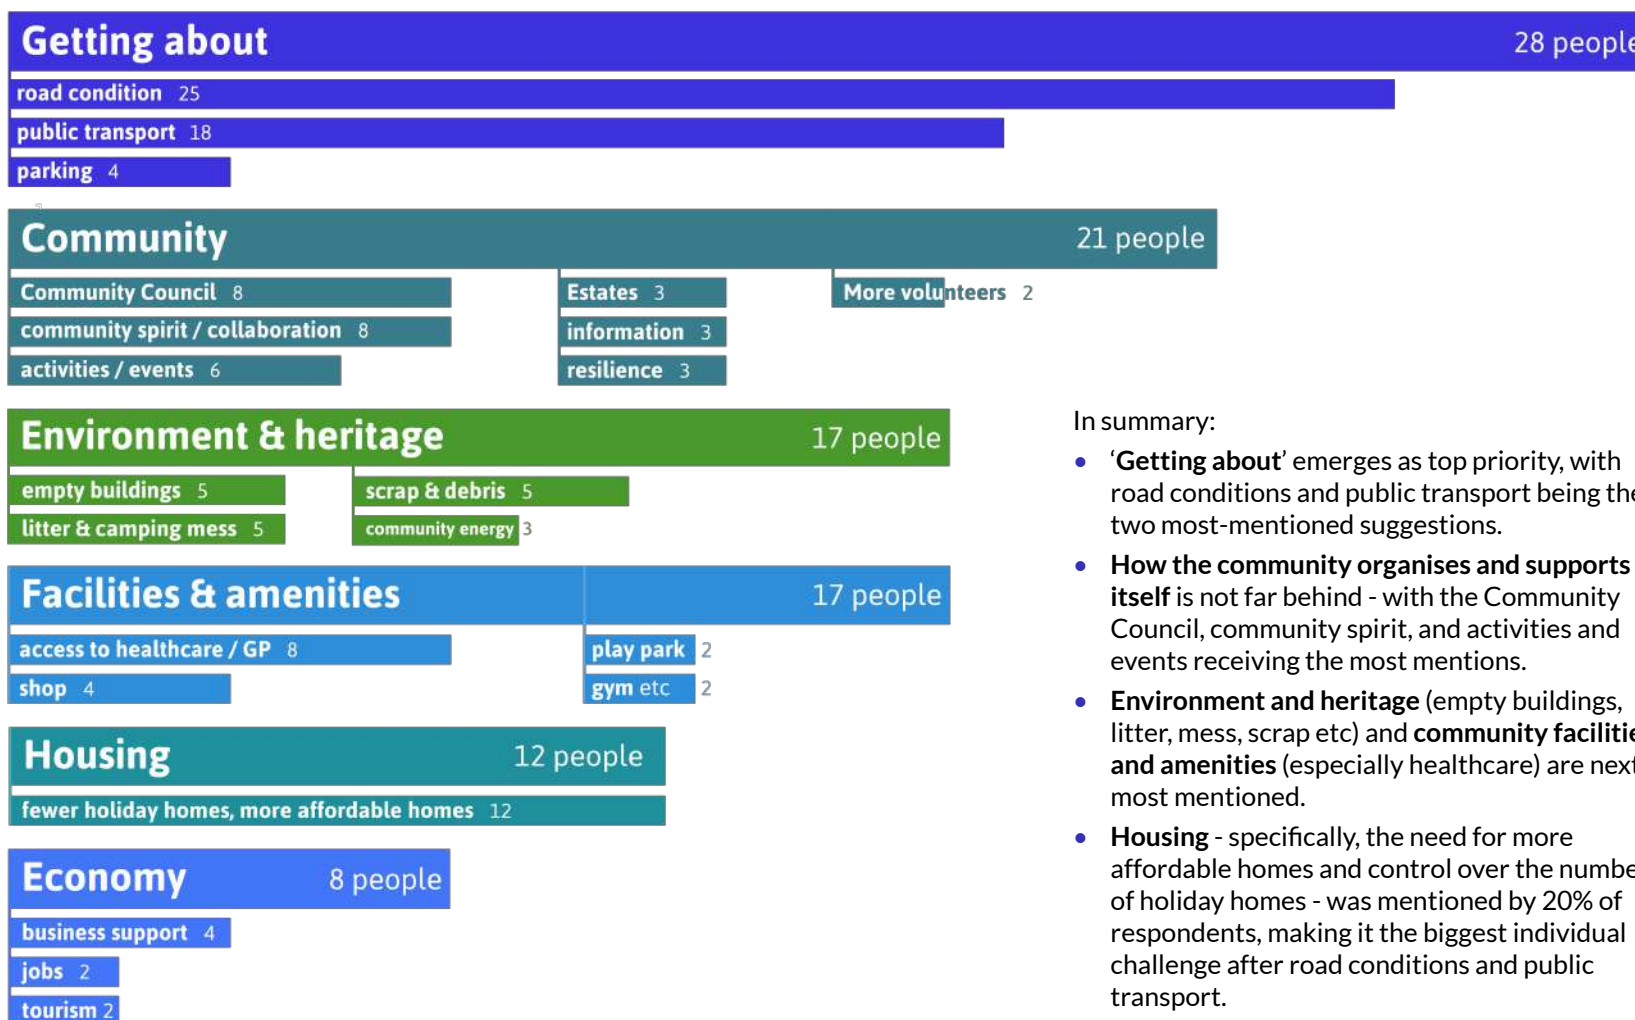 Getting about 28 people
road condition 25
public transport 18
parking 4
Community 21 people
Community Council 8
community spirit / collaboration 8
activities / events 6
Estates 3
information 3
resilience 3
More volunteers 2
Environment & heritage 17 people
empty buildings 5
litter & camping mess 5
scrap & debris 5
community energy 3
Facilities & amenities 17 people
access to healthcare / GP 8
shop 4
play park 2
gym etc 2
Housing 12 people
fewer holiday homes, more affordable homes 12
Economy 8 people
business support 4
jobs 2
tourism 2
In summary:
• ‘Getting about’ emerges as top priority, with
road conditions and public transport being the
two most-mentioned suggestions.
• How the community organises and supports
itself is not far behind - with the Community
Council, community spirit, and activities and
events receiving the most mentions.
• Environment and heritage (empty buildings,
litter, mess, scrap etc) and community facilitie
and amenities (especially healthcare) are next
most mentioned.
• Housing - specifically, the need for more
affordable homes and control over the numbe
of holiday homes - was mentioned by 20% of
respondents, making it the biggest individual
challenge after road conditions and public
transport.